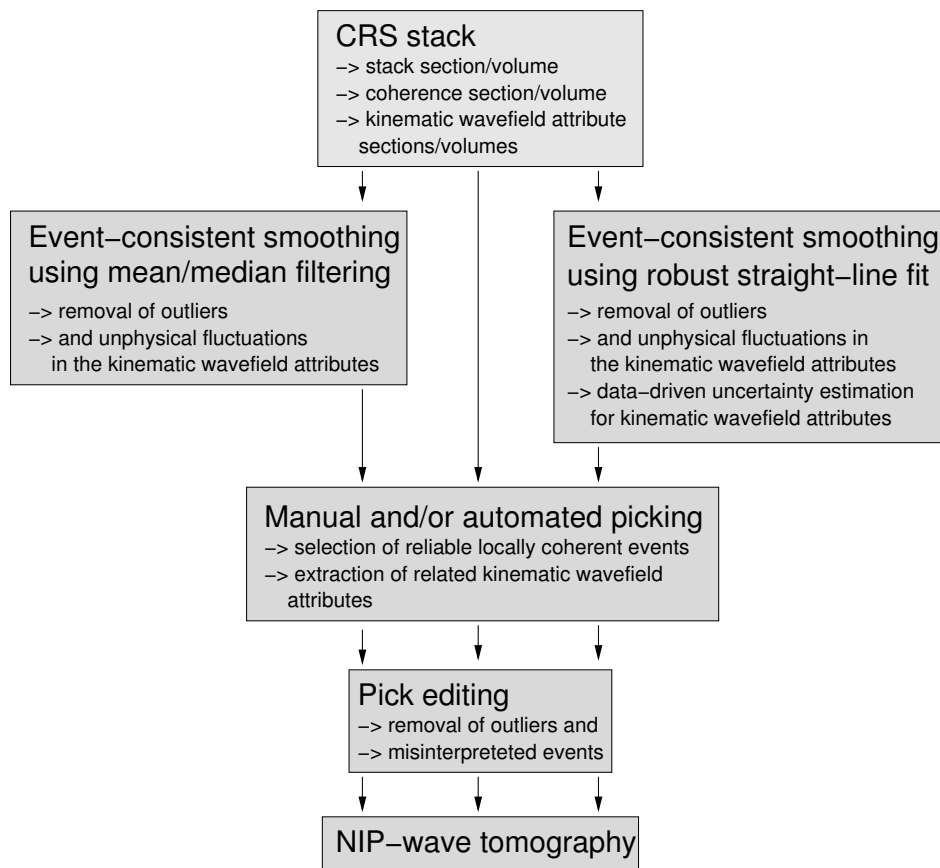 CRS stack
−> stack section/volume
−> coherence section/volume
−> kinematic wavefield attribute
sections/volumes
Event−consistent smoothing
using mean/median filtering
−> removal of outliers
−> and unphysical fluctuations
in the kinematic wavefield attributes
Event−consistent smoothing
using robust straight−line fit
−> removal of outliers
−> and unphysical fluctuations in
the kinematic wavefield attributes
−> data−driven uncertainty estimation
for kinematic wavefield attributes
Manual and/or automated picking
−> selection of reliable locally coherent events
−> extraction of related kinematic wavefield
attributes
Pick editing
−> removal of outliers and
−> misinterpreteted events
NIP−wave tomography